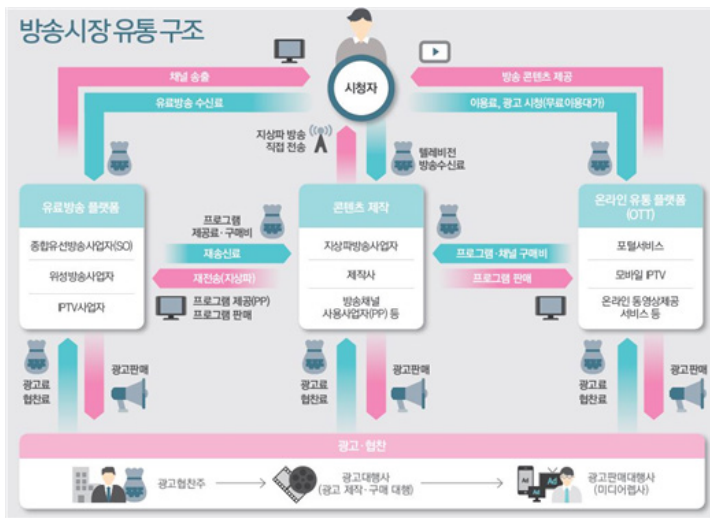 방송시장 유통 구조
채널 송출
방송 콘텐츠 제공
시청자
유료방송 수신료
이용료, 광고 시청(무료이용대가)
지상파 방송
직접 전송
텔레비전
방송수신료
유료방송 플랫폼
종합유선방송사업자(SO)
위성방송사업자
IPTV사업자
프로그램
제공료·구매비
재송신료
재전송(지상파)
프로그램 제공(PP)
프로그램 판매
콘텐츠 제작
지상파방송사업자
제작사
방송채널
사용사업자(PP) 등
프로그램·채널 구매비
프로그램 판매
온라인 유통 플랫폼
(OTT)
포털서비스
모바일 IPTV
온라인 동영상제공
서비스 등
광고료
협찬료
광고판매
광고료
협찬료
광고판매
광고료
협찬료
광고판매
광고·협찬
광고협찬주
광고대행사
(광고 제작·구매 대행)
Ad
Ad
Ad
광고판매대행사
(미디어렙사)